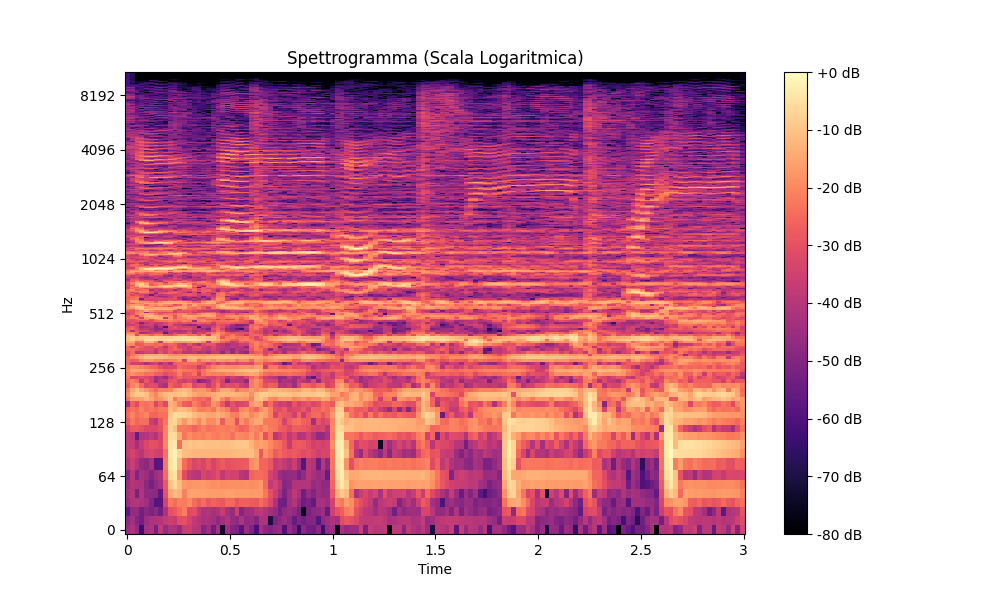 Spettrogramma (Scala Logaritmica)
8192
4096
2048
1024
512
256
128
64
0
Hz
0
0.5
1
1.5
2
2.5
3
Time
+0 dB
-10 dB
-20 dB
-30 dB
-40 dB
-50 dB
-60 dB
-70 dB
-80 dB